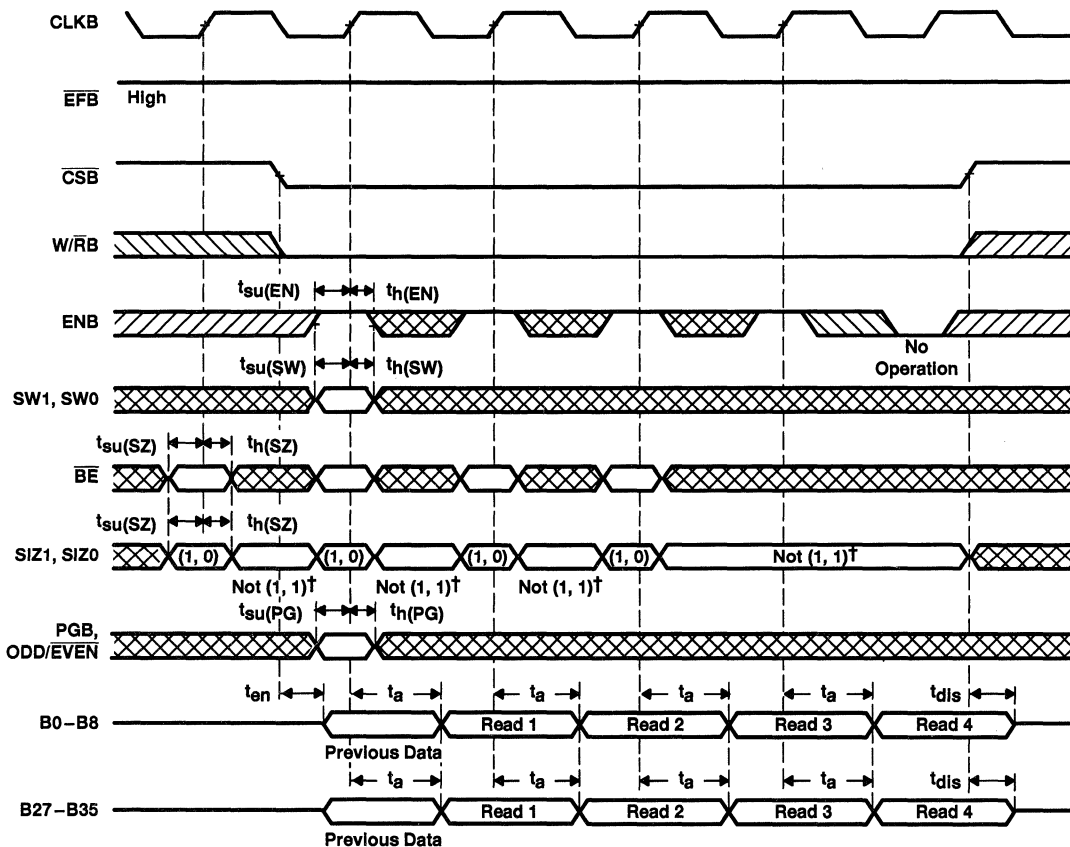 CLKB
EFB
High
CSB
W/RB
tsu(EN) th(EN)
ENB
No
Operation
tsu(SW) th(SW)
SW1, SW0
tsu(SZ) th(SZ)
BE
tsu(SZ) th(SZ)
SIZ1, SIZ0
(1, 0) (1, 0) (1, 0) (1, 0) Not (1, 1)†
Not (1, 1)† Not (1, 1)† Not (1, 1)†
tsu(PG) th(PG)
PGB,
ODD/EVEN
ten ta ta ta ta tdis
B0–B8 Read 1 Read 2 Read 3 Read 4
Previous Data
ta ta ta ta tdis
B27–B35 Read 1 Read 2 Read 3 Read 4
Previous Data